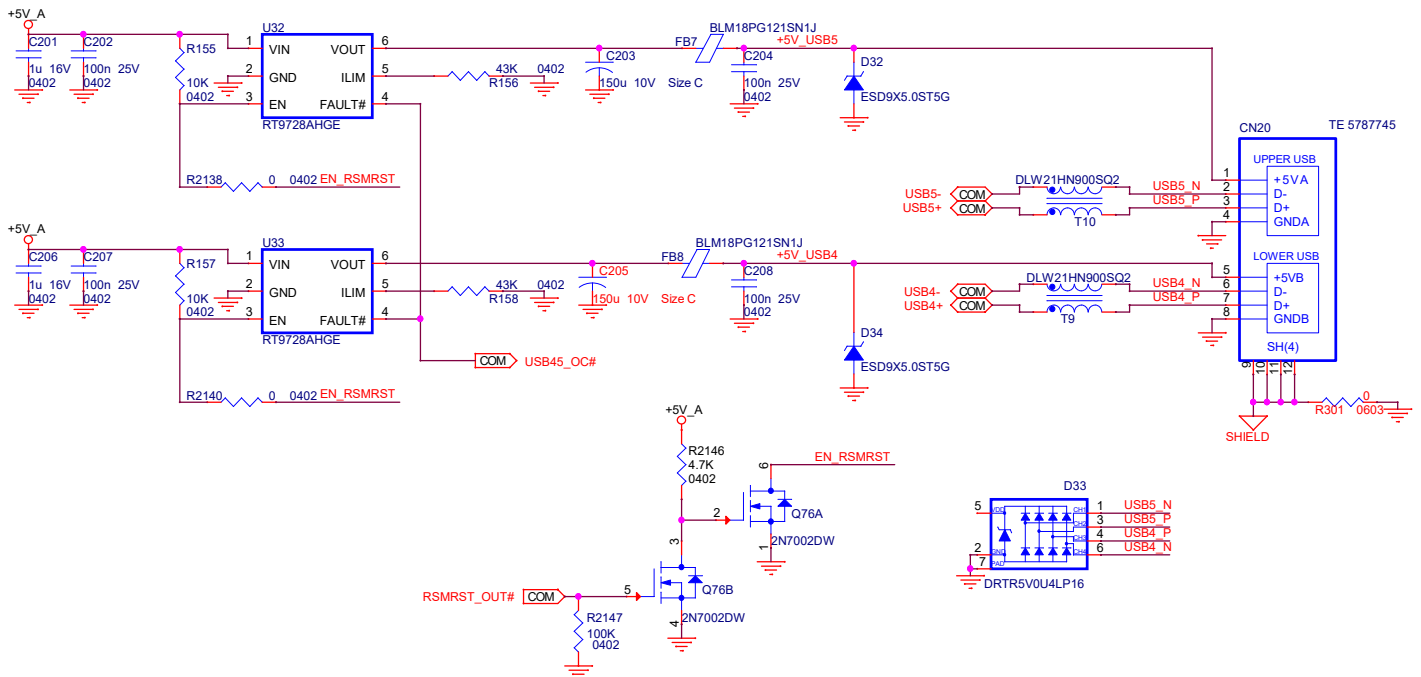 +5V_A
C201
1u 16V
0402
C202
100n 25V
0402
R155
10K
0402
U32
1 VIN VOUT 6
2 GND ILIM 5
3 EN FAULT# 4
RT9728AHGE
43K 0402
R156
C203
150u 10V Size C
FB7
BLM18PG121SN1J
+5V_USB5
C204
100n 25V
0402
D32
ESD9X5.0ST5G
R2138 0 0402 EN_RSMRST
CN20
TE 5787745
UPPER USB
1 +5VA
2 D-
3 D+
4 GNDA
LOWER USB
5 +5VB
6 D-
7 D+
8 GNDB
SH(4)
9 10 11 12
DLW21HN900SQ2
USB5- COM USB5_N
USB5+ COM USB5_P
T10
DLW21HN900SQ2
USB4- COM USB4_N
USB4+ COM USB4_P
T9
+5V_A
C206
1u 16V
0402
C207
100n 25V
0402
R157
10K
0402
U33
1 VIN VOUT 6
2 GND ILIM 5
3 EN FAULT# 4
RT9728AHGE
43K 0402
R158
C205
150u 10V Size C
FB8
BLM18PG121SN1J
+5V_USB4
C208
100n 25V
0402
D34
ESD9X5.0ST5G
COM USB45_OC#
R2140 0 0402 EN_RSMRST
0
R301 0603
SHIELD
+5V_A
R2146
4.7K
0402
EN_RSMRST
6
2
Q76A
1
2N7002DW
3
5
Q76B
4
2N7002DW
RSMRST_OUT# COM
R2147
100K
0402
D33
5 VDD CH1 1 USB5_N
CH2 3 USB5_P
CH3 4 USB4_P
2 GND CH4 6 USB4_N
7 PAD
DRTR5V0U4LP16